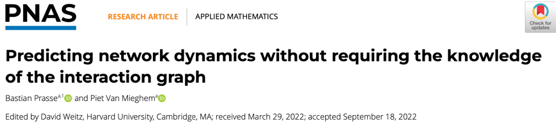 PNAS
RESEARCH ARTICLE | APPLIED MATHEMATICS
Check for
updates
Predicting network dynamics without requiring the knowledge
of the interaction graph
Bastian Prasse a,1 and Piet Van Mieghem a
Edited by David Weitz, Harvard University, Cambridge, MA; received March 29, 2022; accepted September 18, 2022